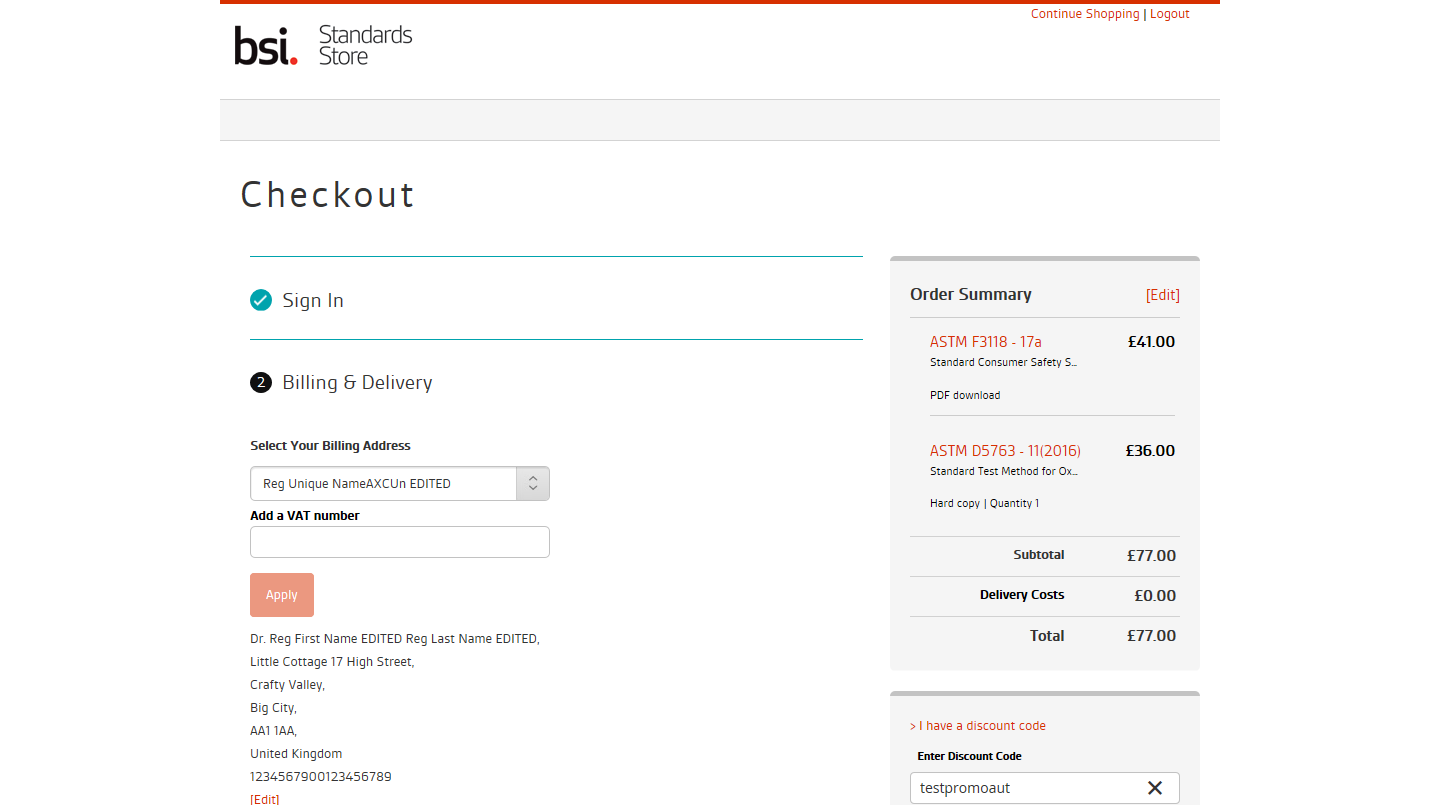 Continue Shopping | Logout
bsi. Standards Store
Checkout
Sign In
2 Billing & Delivery
Select Your Billing Address
Reg Unique NameAXCUn EDITED
Add a VAT number
Apply
Dr. Reg First Name EDITED Reg Last Name EDITED,
Little Cottage 17 High Street,
Crafty Valley,
Big City,
AA1 1AA,
United Kingdom
1234567900123456789
[Edit]
Order Summary [Edit]
ASTM F3118 - 17a £41.00
Standard Consumer Safety S...
PDF download
ASTM D5763 - 11(2016) £36.00
Standard Test Method for Ox...
Hard copy | Quantity 1
Subtotal £77.00
Delivery Costs £0.00
Total £77.00
> I have a discount code
Enter Discount Code
testpromoaut